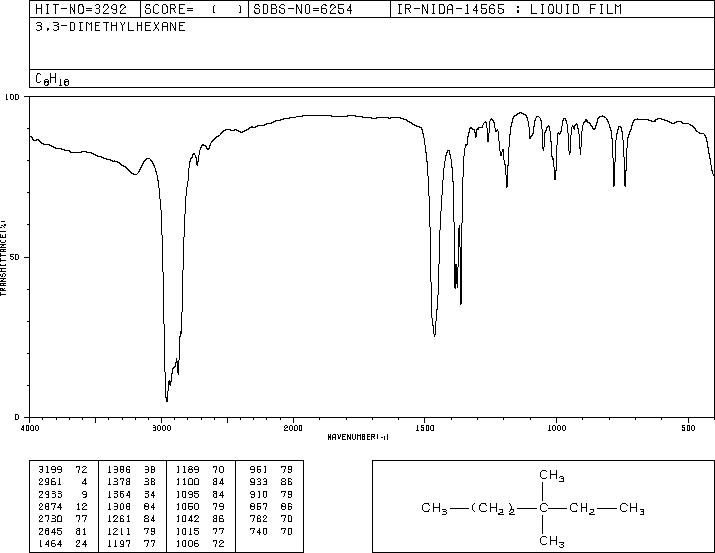 HIT-NO=3292 SCORE= ( ) SDBS-NO=6254 IR-NIDA-14565 : LIQUID FILM
3,3-DIMETHYLHEXANE
C8H18
100
50
0
TRANSMITTANCE(%)
4000 3000 2000 1500 1000 500
WAVENUMBER(-1)
3199 72 1386 38 1189 70 951 79
2961 4 1378 38 1100 84 933 86
2933 9 1364 34 1095 84 910 79
2874 12 1308 84 1050 79 867 86
2730 77 1261 84 1042 86 782 70
2645 81 1211 79 1015 77 740 70
1464 24 1197 77 1006 72
CH3
CH3—(CH2)2—C—CH2—CH3
CH3